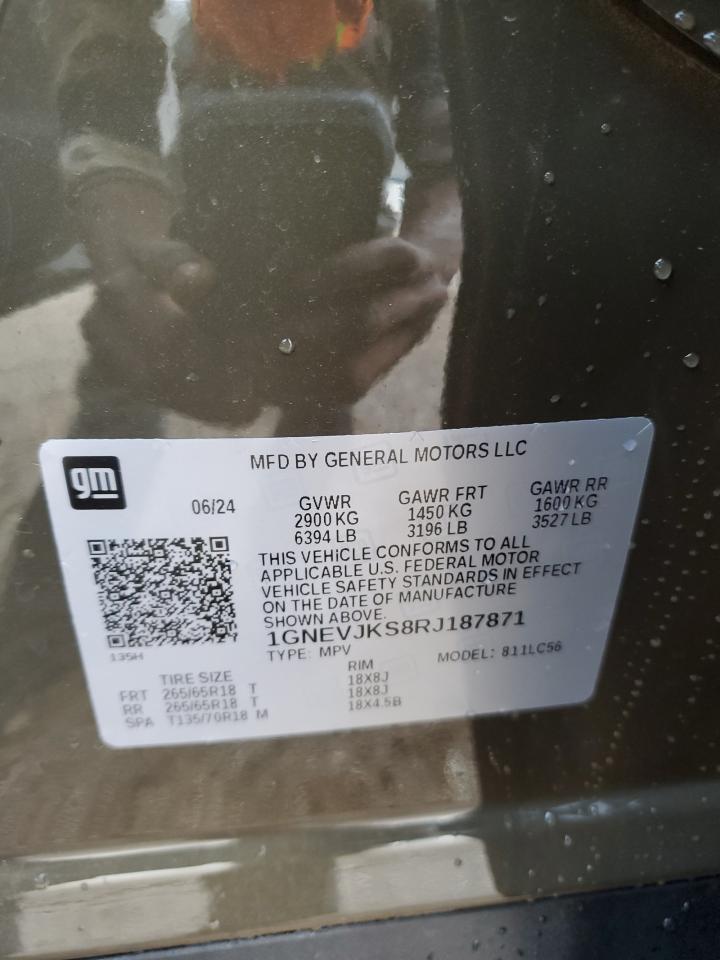 gm
MFD BY GENERAL MOTORS LLC
06/24
GVWR
2900 KG
6394 LB
GAWR FRT
1450 KG
3196 LB
GAWR RR
1600 KG
3527 LB
THIS VEHICLE CONFORMS TO ALL
APPLICABLE U.S. FEDERAL MOTOR
VEHICLE SAFETY STANDARDS IN EFFECT
ON THE DATE OF MANUFACTURE
SHOWN ABOVE.
1GNEVJKS8RJ187871
135H
TYPE: MPV MODEL: 811LC56
TIRE SIZE RIM
FRT 265/65R18 T 18X8J
RR 265/65R18 T 18X8J
SPA T135/70R18 M 18X4.5B